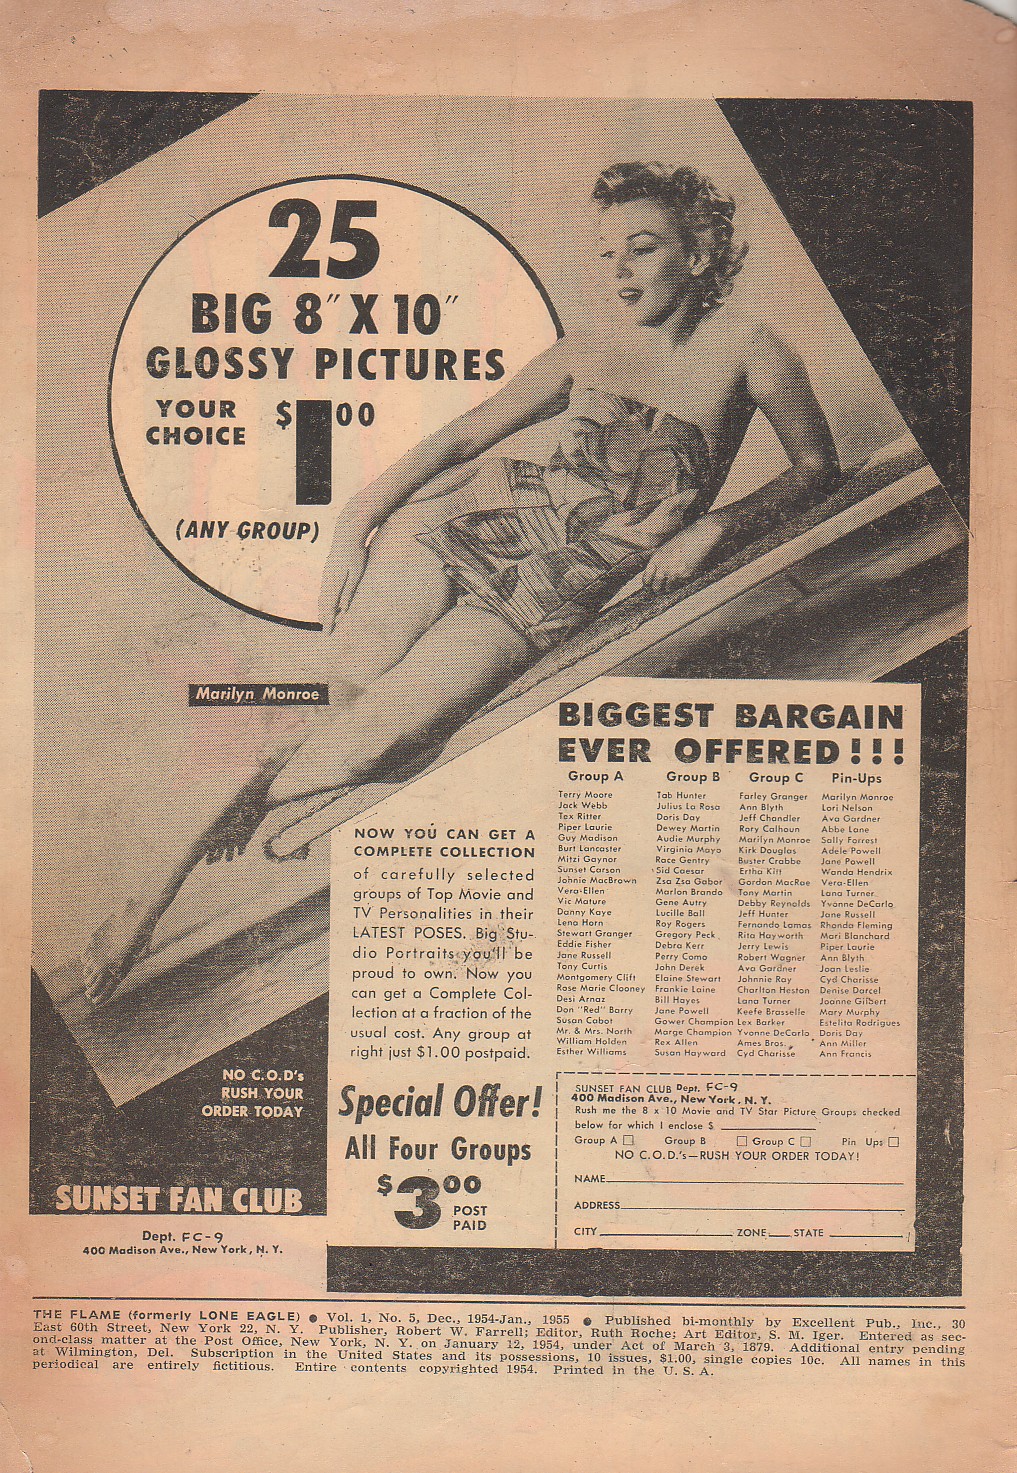 25
BIG 8" X 10"
GLOSSY PICTURES
YOUR
CHOICE
$1 00
(ANY GROUP)
Marilyn Monroe
BIGGEST BARGAIN
EVER OFFERED!!!
Group A
Terry Moore
Jack Webb
Tex Ritter
Piper Laurie
Guy Madison
Burt Lancaster
Mitzi Gaynor
Sunset Carson
Johnie MacBrown
Vera-Ellen
Vic Mature
Danny Kaye
Lena Horn
Stewart Granger
Eddie Fisher
Jane Russell
Tony Curtis
Montgomery Clift
Rose Marie Clooney
Desi Arnaz
Don "Red" Barry
Susan Cabot
Mr. & Mrs. North
William Holden
Esther Williams
Group B
Tab Hunter
Julius La Rosa
Doris Day
Dewey Martin
Audie Murphy
Virginia Mayo
Race Gentry
Sid Caesar
Zsa Zsa Gabor
Marlon Brando
Gene Autry
Lucille Ball
Roy Rogers
Gregory Peck
Debra Kerr
Perry Como
John Derek
Elaine Stewart
Frankie Laine
Bill Hayes
Jane Powell
Gower Champion
Marge Champion
Rex Allen
Susan Hayward
Group C
Farley Granger
Ann Blyth
Jeff Chandler
Rory Calhoun
Marilyn Monroe
Kirk Douglas
Buster Crabbe
Ertha Kitt
Gordon MacRae
Tony Martin
Debby Reynolds
Jeff Hunter
Fernando Lamas
Rita Hayworth
Jerry Lewis
Robert Wagner
Ava Gardner
Johnnie Ray
Charlton Heston
Lana Turner
Keefe Brasselle
Lex Barker
Yvonne DeCarlo
Ames Bros.
Cyd Charisse
Pin-Ups
Marilyn Monroe
Lori Nelson
Ava Gardner
Abbe Lane
Sally Forrest
Adele Powell
Jane Powell
Wanda Hendrix
Vera-Ellen
Lana Turner
Yvonne DeCarlo
Jane Russell
Rhonda Fleming
Mari Blanchard
Piper Laurie
Ann Blyth
Joan Leslie
Cyd Charisse
Denise Darcel
Joanne Gilbert
Mary Murphy
Estelita Rodrigues
Doris Day
Ann Miller
Ann Francis
NOW YOU CAN GET A
COMPLETE COLLECTION
of carefully selected
groups of Top Movie and
TV Personalities in their
LATEST POSES. Big Stu-
dio Portraits you'll be
proud to own. Now you
can get a Complete Col-
lection at a fraction of the
usual cost. Any group at
right just $1.00 postpaid.
NO C.O.D's
RUSH YOUR
ORDER TODAY
SUNSET FAN CLUB
Dept. FC-9
400 Madison Ave., New York, N. Y.
Special Offer!
All Four Groups
$3 00
POST
PAID
SUNSET FAN CLUB Dept. FC-9
400 Madison Ave., New York, N. Y.
Rush me the 8 x 10 Movie and TV Star Picture Groups checked
below for which I enclose $
Group A Group B Group C Pin Ups
NO C.O.D.'s—RUSH YOUR ORDER TODAY!
NAME
ADDRESS
CITY ZONE STATE
THE FLAME (formerly LONE EAGLE) ● Vol. 1, No. 5, Dec., 1954-Jan., 1955 ● Published bi-monthly by Excellent Pub., Inc., 30
East 60th Street, New York 22, N. Y. Publisher, Robert W. Farrell; Editor, Ruth Roche; Art Editor, S. M. Iger. Entered as sec-
ond-class matter at the Post Office, New York, N. Y. on January 12, 1954, under Act of March 3, 1879. Additional entry pending
at Wilmington, Del. Subscription in the United States and its possessions, 10 issues, $1.00, single copies 10c. All names in this
periodical are entirely fictitious. Entire contents copyrighted 1954. Printed in the U. S. A.